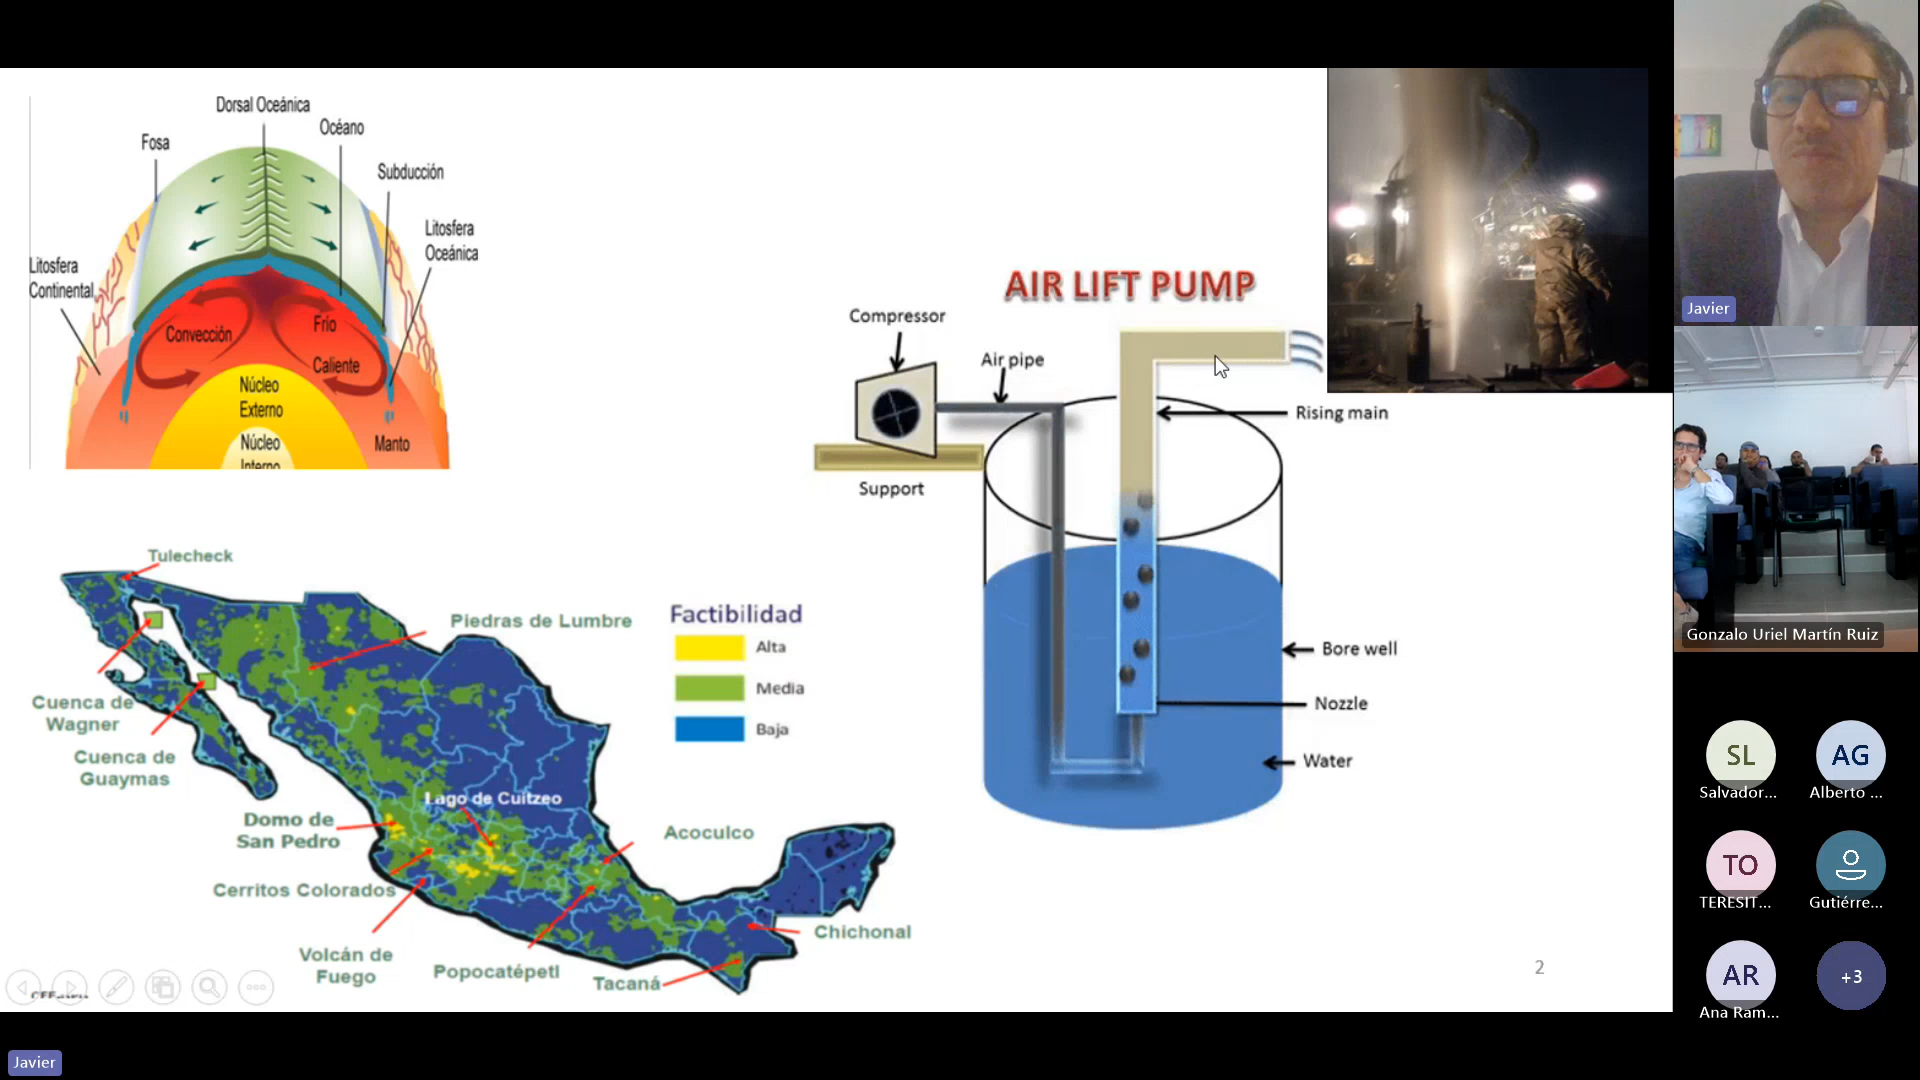 Dorsal Oceánica
Océano
Fosa
Subducción
Litosfera
Oceánica
Litosfera
Continental
Convección
Frío
Caliente
Núcleo
Externo
Núcleo
Interno
Manto
AIR LIFT PUMP
Compressor
Air pipe
Support
Rising main
Bore well
Nozzle
Water
Tulecheck
Piedras de Lumbre
Cuenca de
Wagner
Cuenca de
Guaymas
Domo de
San Pedro
Lago de Cuitzeo
Acoculco
Cerritos Colorados
Volcán de
Fuego
Popocatépetl
Tacaná
Chichonal
Factibilidad
Alta
Media
Baja
2
Javier
Gonzalo Uriel Martín Ruiz
SL
Salvador...
AG
Alberto ...
TO
TERESIT...
Gutiérre...
AR
Ana Ram...
+3
Javier